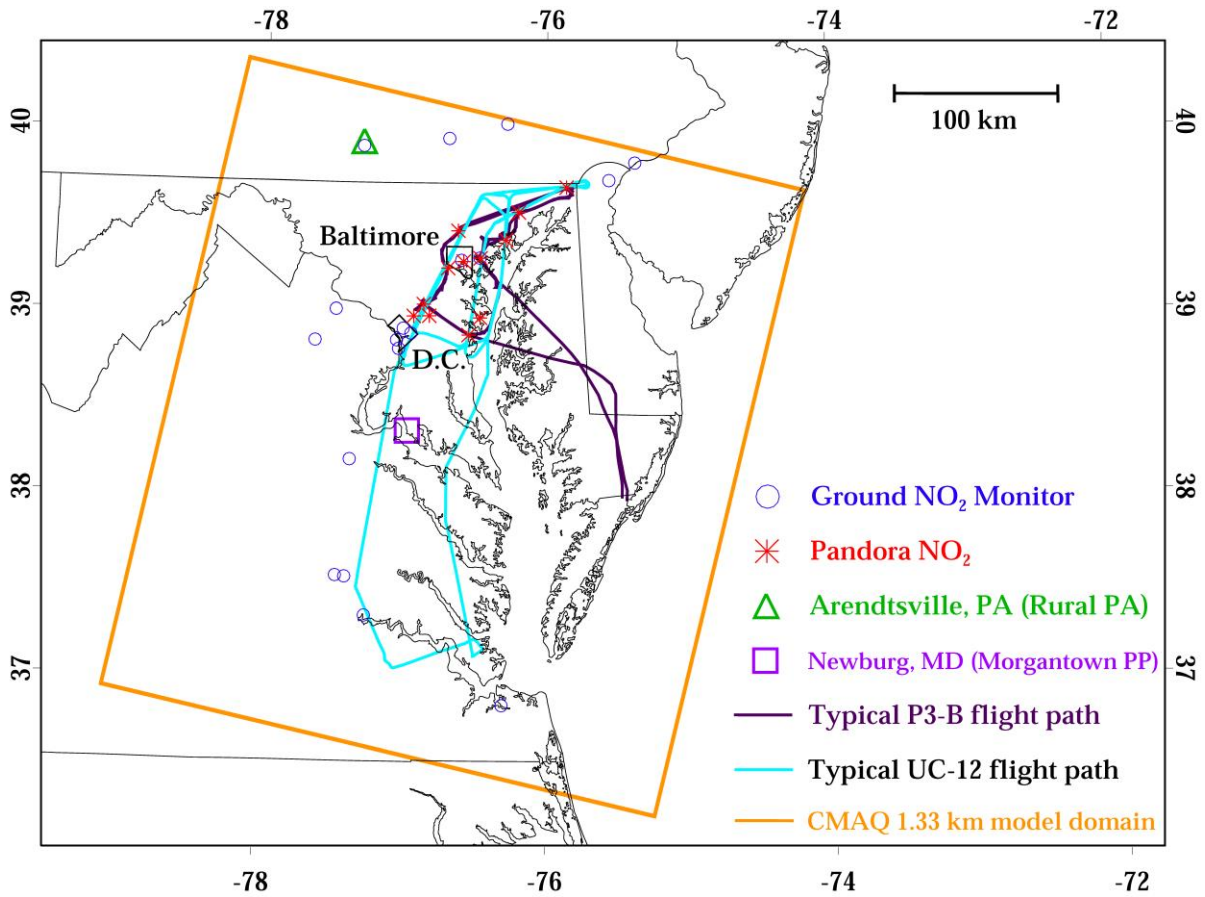 -78 -76 -74 -72
40 40
100 km
Baltimore
39 39
D.C.
38 38
Ground NO₂ Monitor
Pandora NO₂
Arendtsville, PA (Rural PA)
37 Newburg, MD (Morgantown PP) 37
Typical P3-B flight path
Typical UC-12 flight path
CMAQ 1.33 km model domain
-78 -76 -74 -72